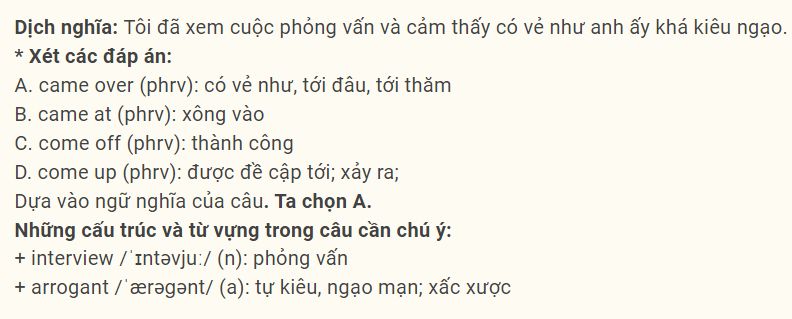 Dịch nghĩa: Tôi đã xem cuộc phỏng vấn và cảm thấy có vẻ như anh ấy khá kiêu ngạo.
* Xét các đáp án:
A. came over (phrv): có vẻ như, tới đâu, tới thăm
B. came at (phrv): xông vào
C. come off (phrv): thành công
D. come up (phrv): được đề cập tới; xảy ra;
Dựa vào ngữ nghĩa của câu. Ta chọn A.
Những cấu trúc và từ vựng trong câu cần chú ý:
+ interview /ˈɪntəvjuː/ (n): phỏng vấn
+ arrogant /ˈærəɡənt/ (a): tự kiêu, ngạo mạn; xấc xược